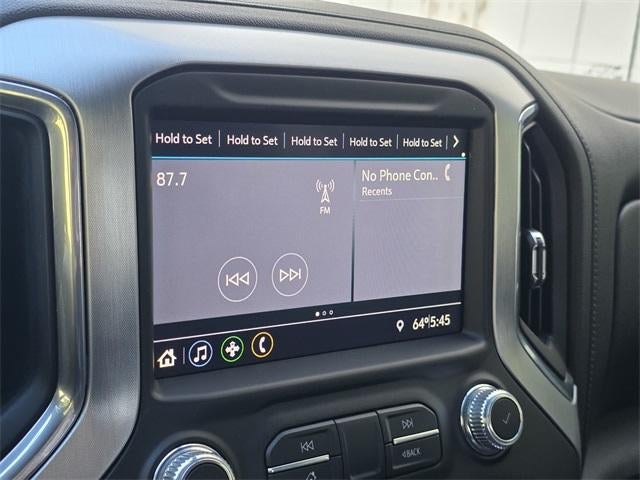 Hold to Set Hold to Set Hold to Set Hold to Set Hold to Set
87.7
FM
No Phone Con..
Recents
64° 5:45
BACK